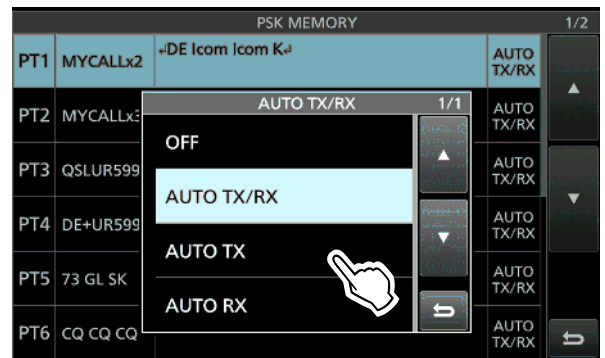 PSK MEMORY 1/2
PT1 MYCALLx2 ↲DE Icom Icom K↲ AUTO TX/RX
PT2 MYCALLx3 AUTO TX/RX
PT3 QSLUR599 AUTO TX/RX
PT4 DE+UR599 AUTO TX/RX
PT5 73 GL SK AUTO TX/RX
PT6 CQ CQ CQ AUTO TX/RX
AUTO TX/RX 1/1
OFF
AUTO TX/RX
AUTO TX
AUTO RX